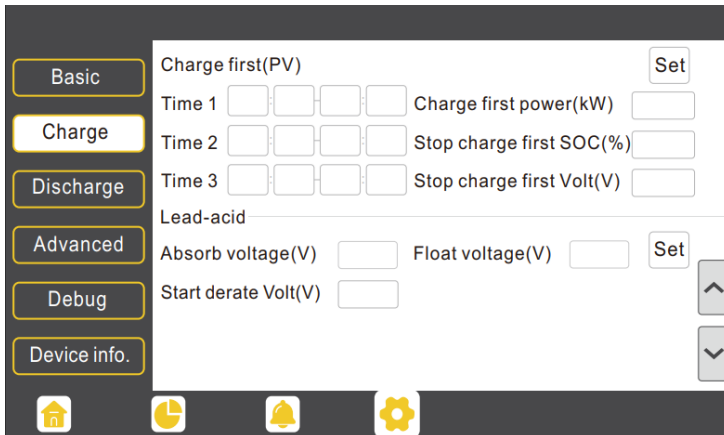 Basic
Charge
Discharge
Advanced
Debug
Device info.
Charge first(PV) Set
Time 1 : - : Charge first power(kW)
Time 2 : - : Stop charge first SOC(%)
Time 3 : - : Stop charge first Volt(V)
Lead-acid
Absorb voltage(V) Float voltage(V) Set
Start derate Volt(V)